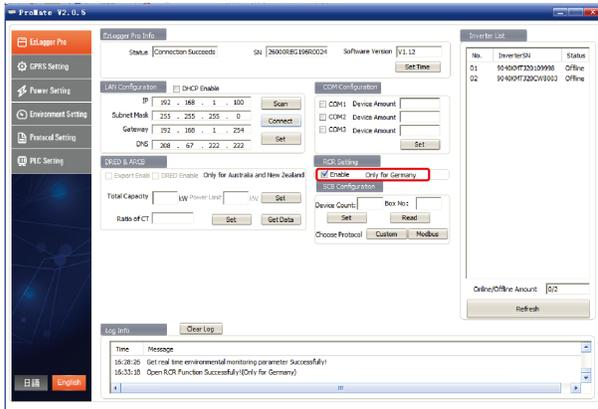 ProMate V2.0.5
EzLogger Pro
GPRS Setting
Power Setting
Environment Setting
Protocol Setting
PLC Setting
日語 English
EzLogger Pro Info
Status Connection Succeeds SN 26000REG196R0024 Software Version V1.12
Set Time
LAN Configuration DHCP Enable
IP 192 . 168 . 1 . 100 Scan
Subnet Mask 255 . 255 . 255 . 0 Connect
Gateway 192 . 168 . 1 . 254
DNS 208 . 67 . 222 . 222 Set
COM Configuration
COM1 Device Amount
COM2 Device Amount
COM3 Device Amount
Set
DRED & ARCB
Export Enabl DRED Enable Only for Australia and New Zealand
Total Capacity kW Power Limit kW Set
Ratio of CT Set Get Data
RCR Setting
Enable Only for Germany
SCB Configuration
Device Count: Box No:
Set Read
Choose Protocol Custom Modbus
Inverter List
No. InverterSN Status
01 Offline
02 Offline
Online/Offline Amount 0/2
Refresh
Log Info Clear Log
Time Message
16:28:26 Get real time environmental monitoring parameter Successfully!
16:33:18 Open RCR Function Successfully!(Only for Germany)